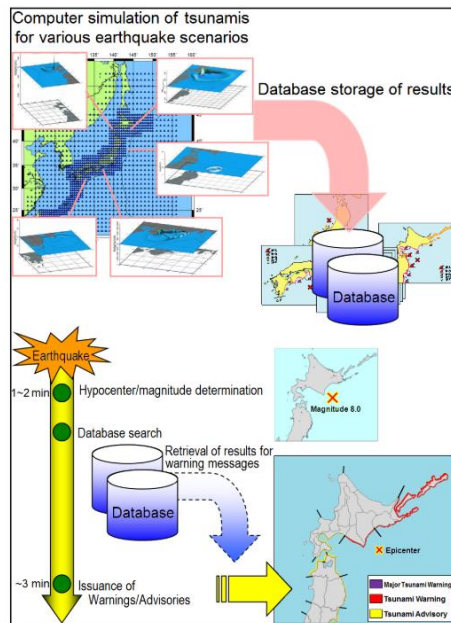 Computer simulation of tsunamis
for various earthquake scenarios
Database storage of results
Database
Earthquake
1~2 min
Hypocenter/magnitude determination
Magnitude 8.0
Database search
Retrieval of results for
warning messages
Database
Epicenter
~3 min
Issuance of
Warnings/Advisories
Major Tsunami Warning
Tsunami Warning
Tsunami Advisory